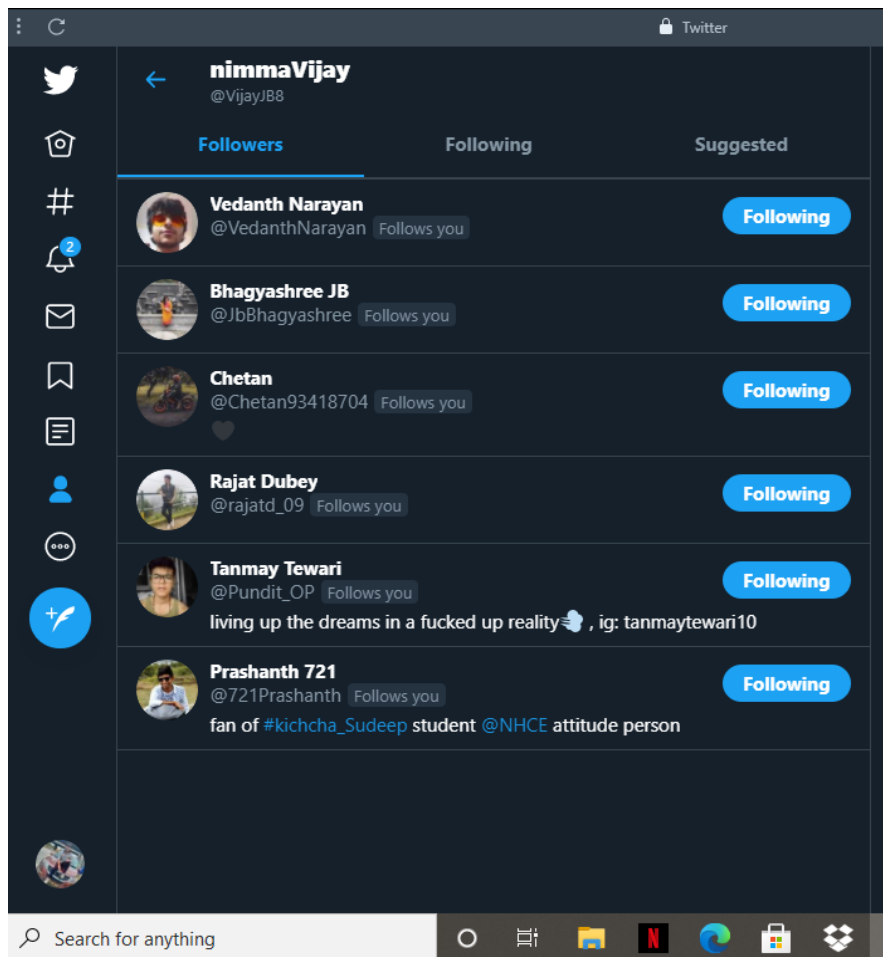 Twitter
nimmaVijay
@VijayJB8
Followers Following Suggested
Vedanth Narayan
@VedanthNarayan Follows you
Following
Bhagyashree JB
@JbBhagyashree Follows you
Following
Chetan
@Chetan93418704 Follows you
Following
Rajat Dubey
@rajatd_09 Follows you
Following
Tanmay Tewari
@Pundit_OP Follows you
Following
living up the dreams in a fucked up reality💨 , ig: tanmaytewari10
Prashanth 721
@721Prashanth Follows you
Following
fan of #kichcha_Sudeep student @NHCE attitude person
2
Search for anything
N